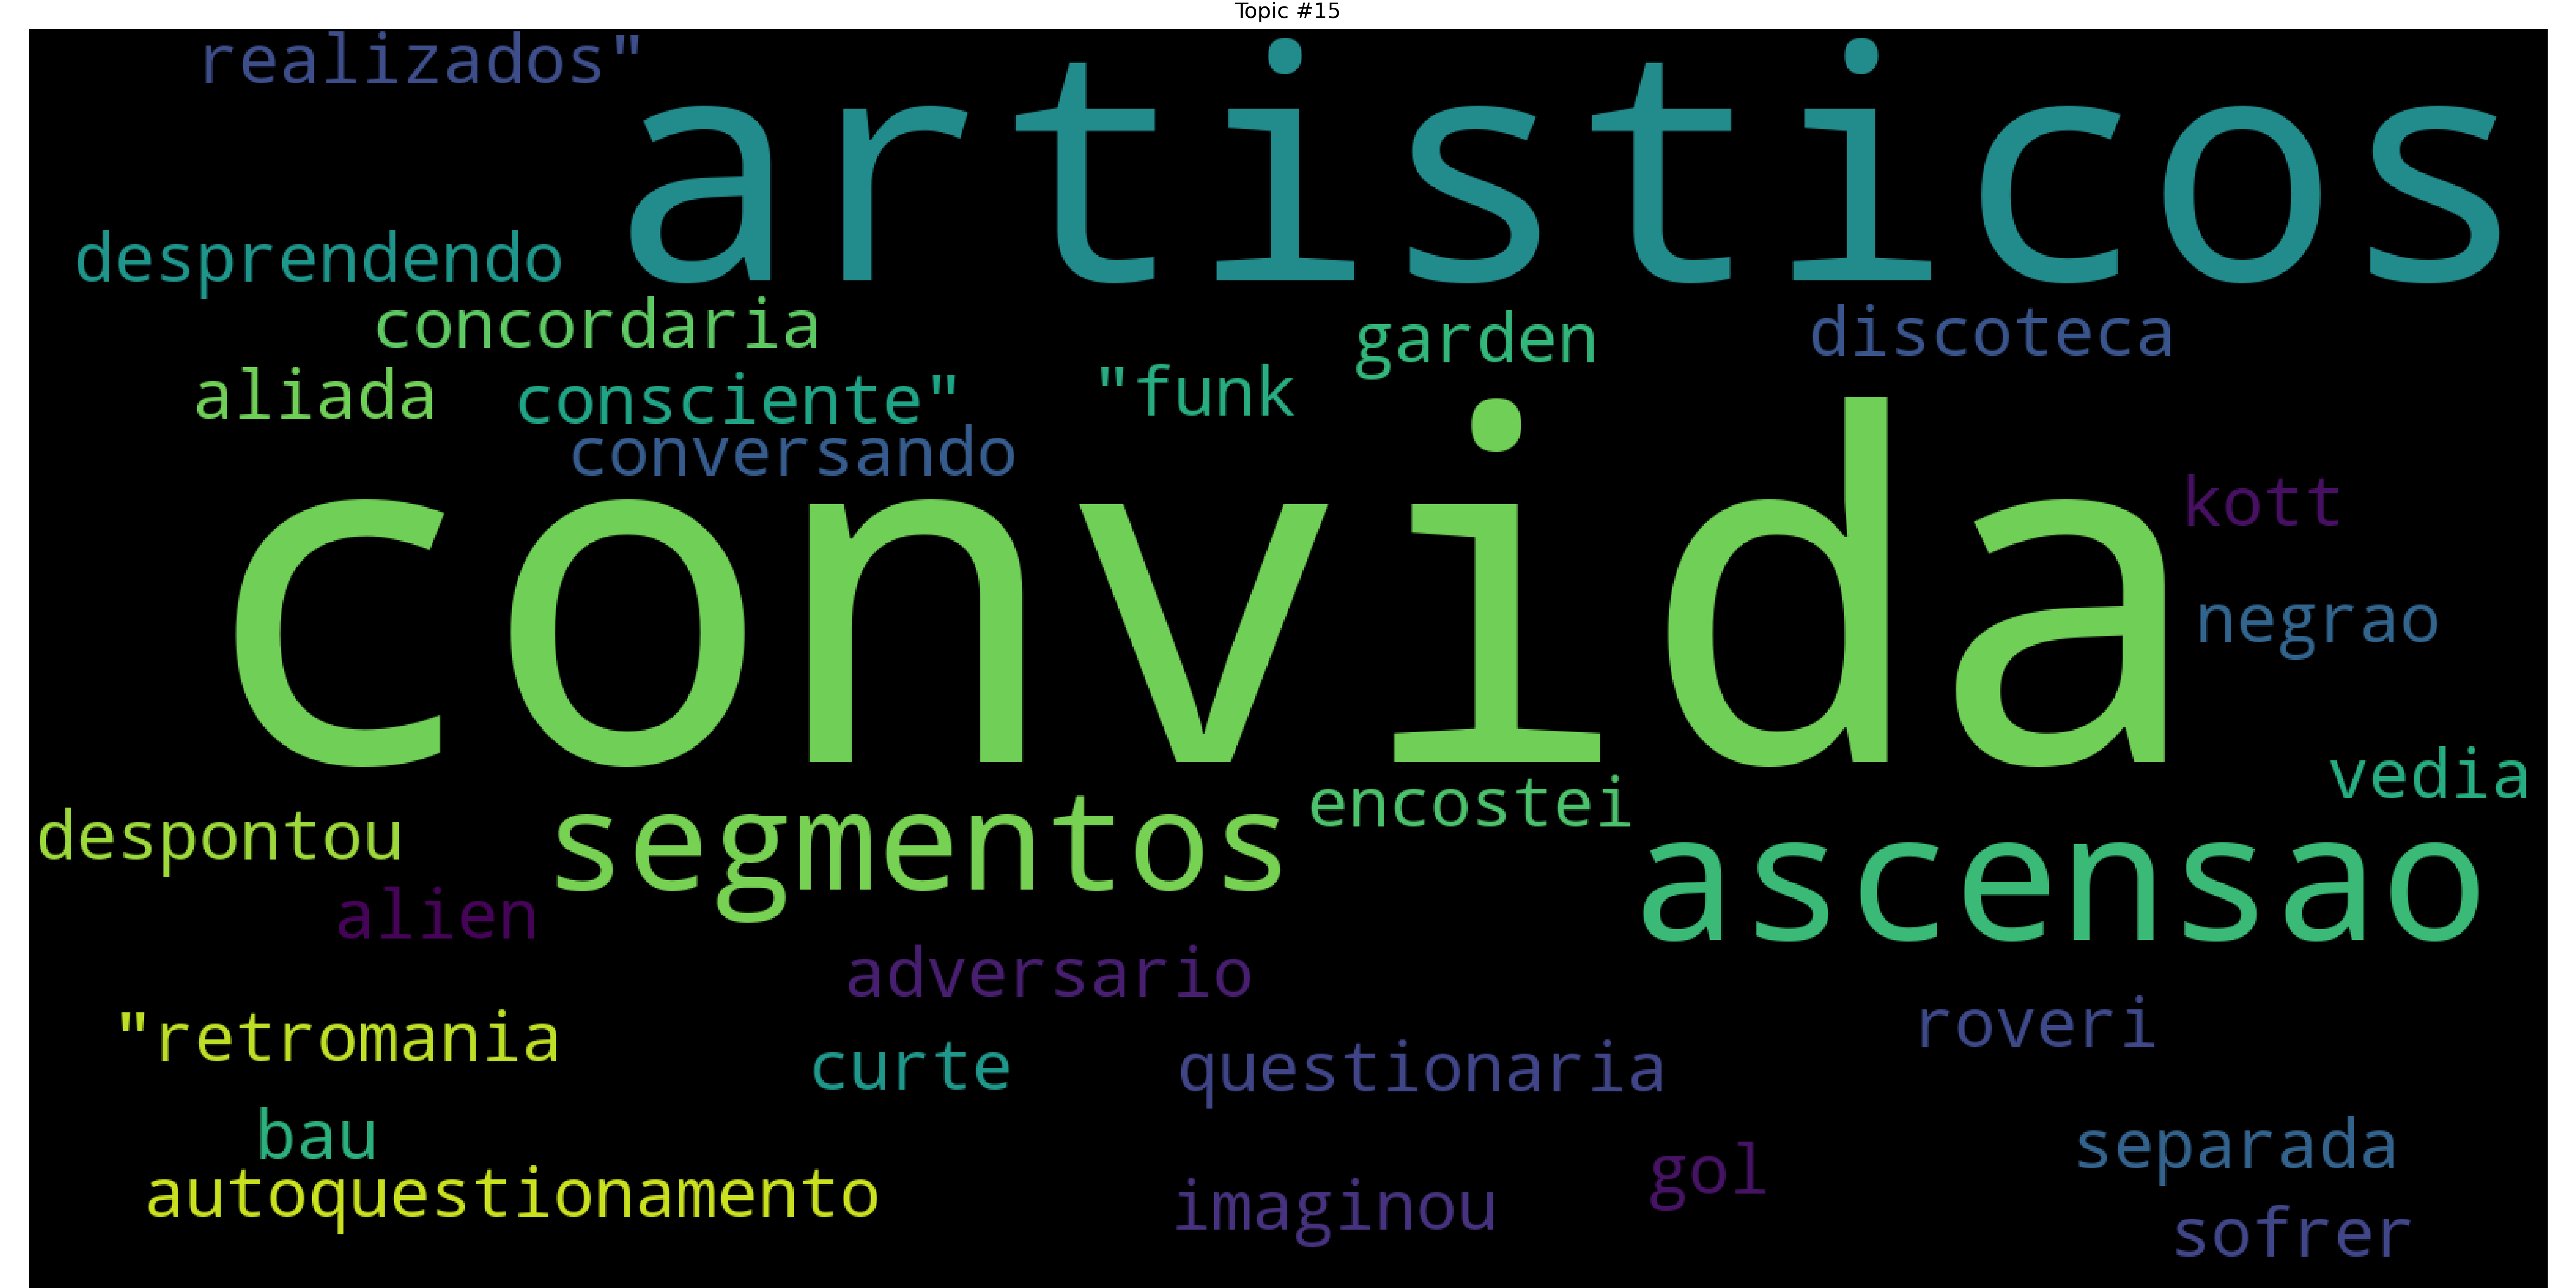 Topic #15
realizados"
artisticos
desprendendo
concordaria
garden
discoteca
aliada
consciente"
"funk
conversando
convida
kott
negrao
vedia
despontou
segmentos
encostei
ascensao
alien
adversario
"retromania
curte
questionaria
roveri
bau
separada
autoquestionamento
imaginou
gol
sofrer